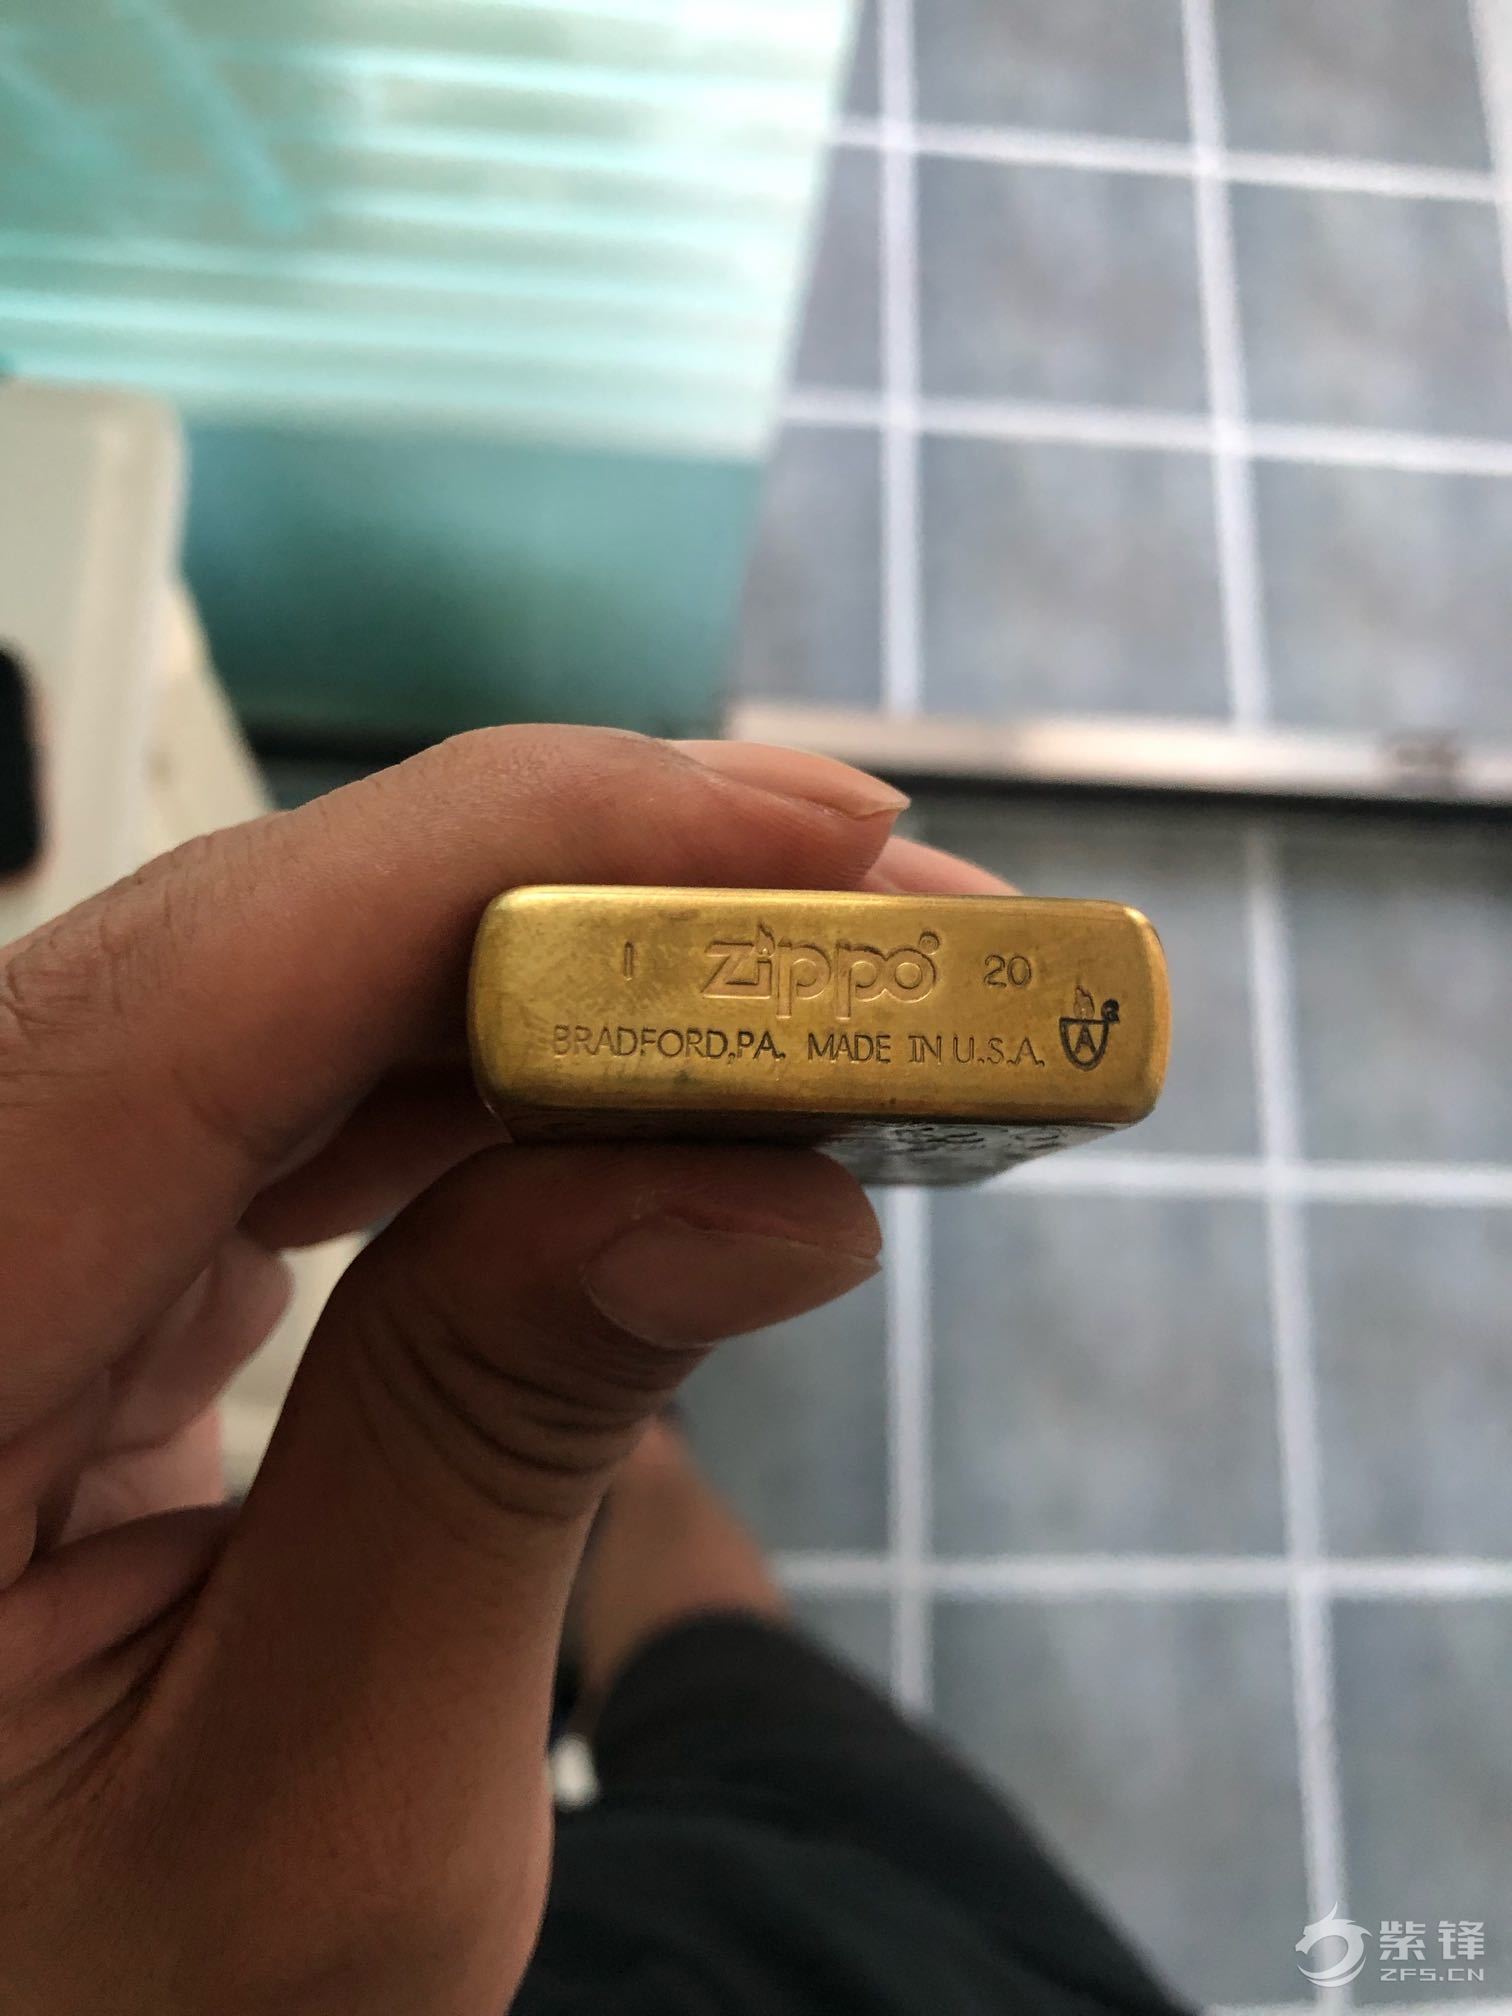 I zippo® 20
BRADFORD,PA. MADE IN U.S.A. A
紫锋
ZFS.CN